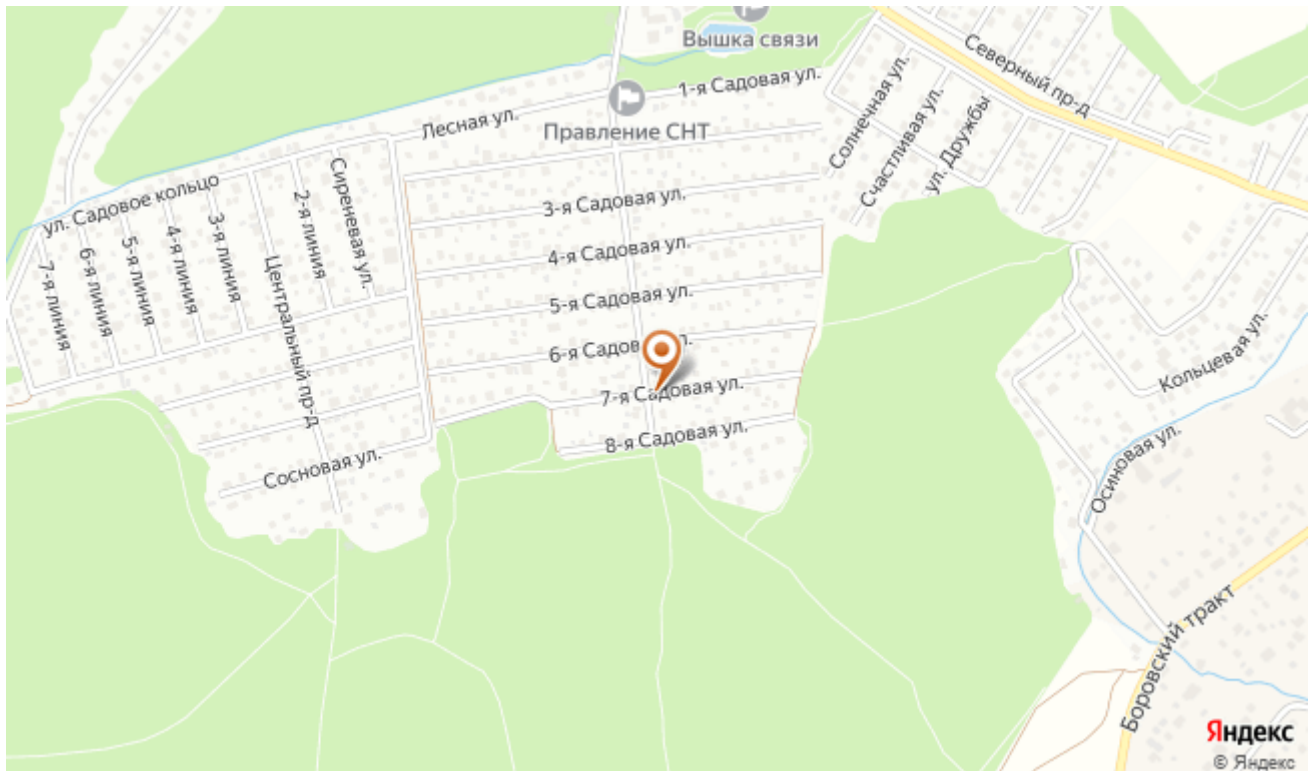 Вышка связи
Северный пр-д
1-я Садовая ул.
Солнечная ул.
Счастливая ул.
ул. Дружбы
Лесная ул.
Правление СНТ
Сиреневая ул.
ул. Садовое кольцо
2-я линия
3-я линия
4-я линия
5-я линия
6-я линия
7-я линия
Центральный пр-д
3-я Садовая ул.
4-я Садовая ул.
5-я Садовая ул.
6-я Садов
7-я Садовая ул.
8-я Садовая ул.
Сосновая ул.
Кольцевая ул.
Осиновая ул.
Боровский тракт
Яндекс
© Яндекс